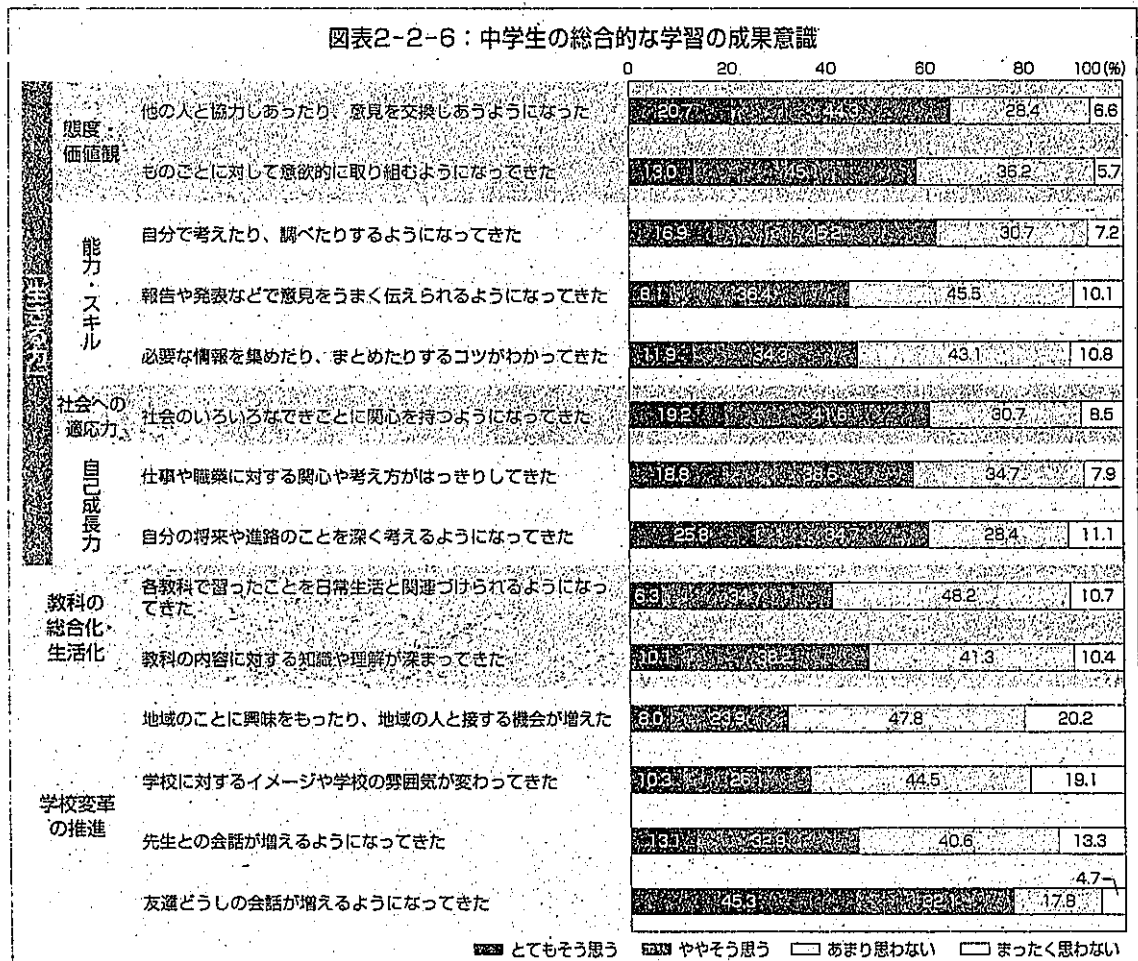 図表2-2-6：中学生の総合的な学習の成果意識
0 20 40 60 80 100(%)
態度・
価値観
他の人と協力しあったり、意見を交換しあうようになった
20.7 28.4 6.6
ものごとに対して意欲的に取り組むようになってきた
13.0 45.1 36.2 5.7
能力・スキル
自分で考えたり、調べたりするようになってきた
16.9 45.2 30.7 7.2
報告や発表などで意見をうまく伝えられるようになってきた
8.1 36.4 45.5 10.1
必要な情報を集めたり、まとめたりするコツがわかってきた
11.9 34.3 43.1 10.8
社会への
適応力
社会のいろいろなできごとに関心を持つようになってきた
19.2 41.6 30.7 8.5
自己成長力
仕事や職業に対する関心や考え方がはっきりしてきた
18.8 38.6 34.7 7.9
自分の将来や進路のことを深く考えるようになってきた
25.8 34.7 28.4 11.1
教科の
総合化・
生活化
各教科で習ったことを日常生活と関連づけられるようになっ
てきた
6.3 34.7 48.2 10.7
教科の内容に対する知識や理解が深まってきた
10.1 38.2 41.3 10.4
学校変革
の推進
地域のことに興味をもったり、地域の人と接する機会が増えた
8.0 23.9 47.8 20.2
学校に対するイメージや学校の雰囲気が変わってきた
10.3 26.1 44.5 19.1
先生との会話が増えるようになってきた
13.1 32.9 40.6 13.3
友達どうしの会話が増えるようになってきた
45.3 32.1 17.8 4.7
とてもそう思う ややそう思う あまり思わない まったく思わない